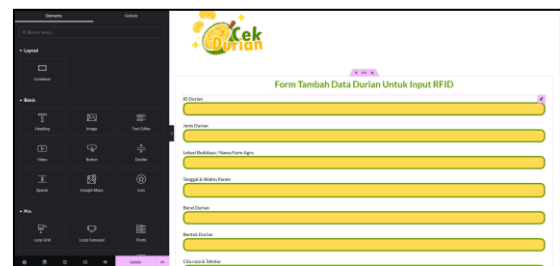 Elements
Globals
Layout
Container
Basic
Heading
Image
Text Editor
Video
Button
Divider
Spacer
Google Maps
Icon
Pro
Loop Grid
Loop Carousel
Posts
Update
Cek
Durian
Form Tambah Data Durian Untuk Input RFID
ID Durian
Jenis Durian
Lokasi Budidaya / Nama Farm Agro
Tanggal & Waktu Panen
Berat Durian
Bentuk Durian
Cita rasa & Tekstur